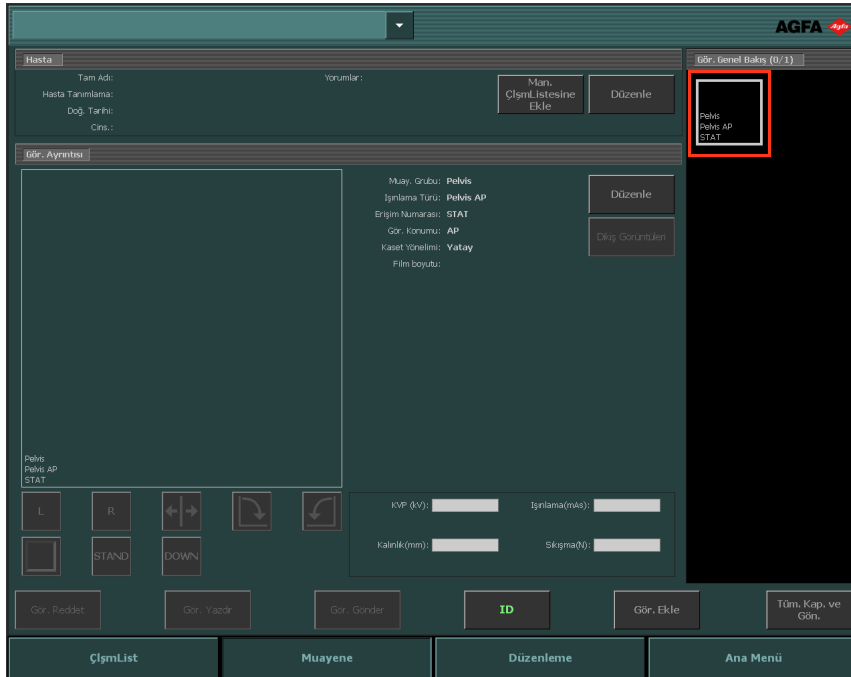 AGFA
Agfa
Hasta
Tam Adı:
Yorumlar:
Hasta Tanımlama:
Doğ. Tarihi:
Cins.:
Man.
ÇlşmListesine
Ekle
Düzenle
Gör. Genel Bakış (0/1)
Pelvis
Pelvis AP
STAT
Gör. Ayrıntısı
Muay. Grubu: Pelvis
Işınlama Türü: Pelvis AP
Erişim Numarası: STAT
Gör. Konumu: AP
Kaset Yönelimi: Yatay
Film boyutu:
Düzenle
Dikiş Görüntüleri
Pelvis
Pelvis AP
STAT
L
R
STAND
DOWN
KVP (kV):
Işınlama(mAs):
Kalınlık(mm):
Sıkışma(N):
Gör. Reddet
Gör. Yazdır
Gör. Gönder
ID
Gör. Ekle
Tüm. Kap. ve
Gön.
ÇlşmList
Muayene
Düzenleme
Ana Menü